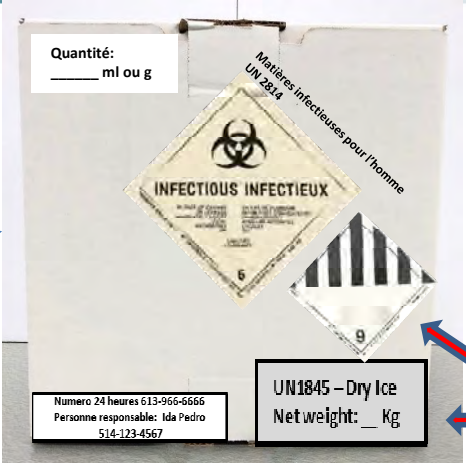 Quantité:
______ ml ou g
Matières infectieuses pour l'homme
UN 2814
INFECTIOUS INFECTIEUX
6
9
UN1845 – Dry Ice
Net weight: __ Kg
Numero 24 heures 613-966-6666
Personne responsable: Ida Pedro
514-123-4567